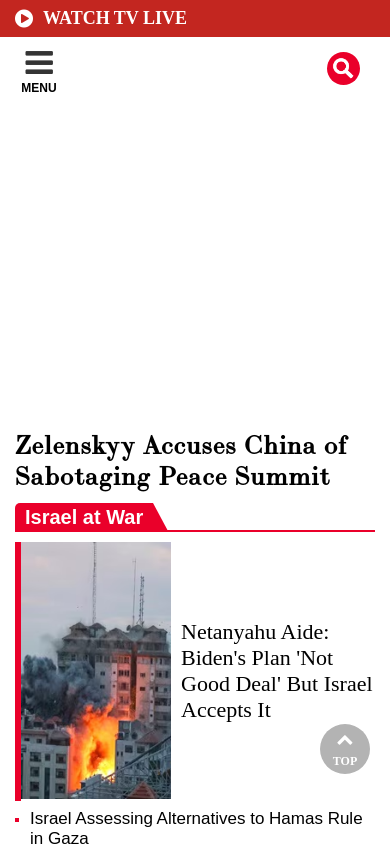 WATCH TV LIVE
MENU
Zelenskyy Accuses China of
Sabotaging Peace Summit
Israel at War
Netanyahu Aide:
Biden's Plan 'Not
Good Deal' But Israel
Accepts It
TOP
Israel Assessing Alternatives to Hamas Rule
in Gaza